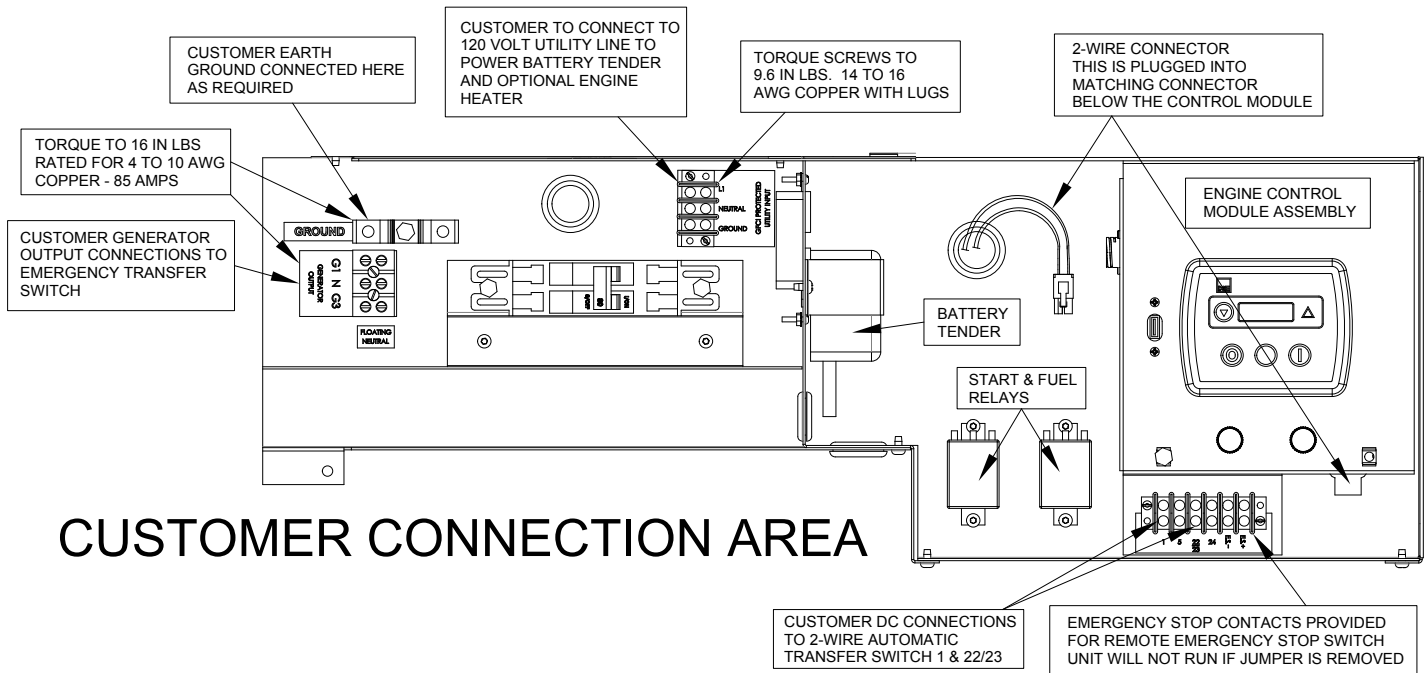 CUSTOMER TO CONNECT TO
120 VOLT UTILITY LINE TO
POWER BATTERY TENDER
AND OPTIONAL ENGINE
HEATER
CUSTOMER EARTH
GROUND CONNECTED HERE
AS REQUIRED
TORQUE SCREWS TO
9.6 IN LBS. 14 TO 16
AWG COPPER WITH LUGS
2-WIRE CONNECTOR
THIS IS PLUGGED INTO
MATCHING CONNECTOR
BELOW THE CONTROL MODULE
TORQUE TO 16 IN LBS
RATED FOR 4 TO 10 AWG
COPPER - 85 AMPS
CUSTOMER GENERATOR
OUTPUT CONNECTIONS TO
EMERGENCY TRANSFER
SWITCH
GROUND
GENERATOR
OUTPUT
G1 N G3
FLOATING
NEUTRAL
L1
NEUTRAL
GROUND
GFCI PROTECTED
UTILITY INPUT
ENGINE CONTROL
MODULE ASSEMBLY
BATTERY
TENDER
START & FUEL
RELAYS
CUSTOMER CONNECTION AREA
1 5 24
CUSTOMER DC CONNECTIONS
TO 2-WIRE AUTOMATIC
TRANSFER SWITCH 1 & 22/23
EMERGENCY STOP CONTACTS PROVIDED
FOR REMOTE EMERGENCY STOP SWITCH
UNIT WILL NOT RUN IF JUMPER IS REMOVED